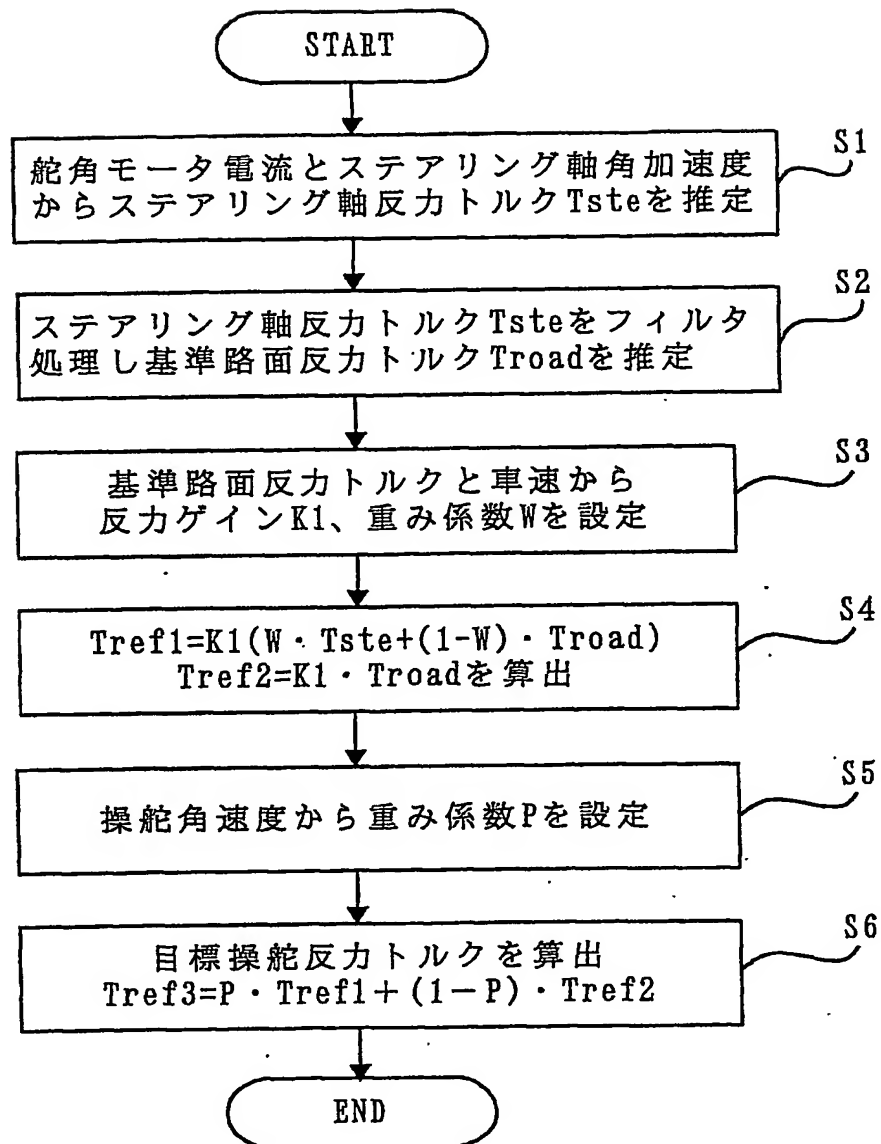 START
S1
舵角モータ電流とステアリング軸角加速度
からステアリング軸反力トルクTsteを推定
S2
ステアリング軸反力トルクTsteをフィルタ
処理し基準路面反力トルクTroadを推定
S3
基準路面反力トルクと車速から
反力ゲインK1、重み係数Wを設定
S4
Tref1=K1(W・Tste+(1-W)・Troad)
Tref2=K1・Troadを算出
S5
操舵角速度から重み係数Pを設定
S6
目標操舵反力トルクを算出
Tref3=P・Tref1+(1-P)・Tref2
END